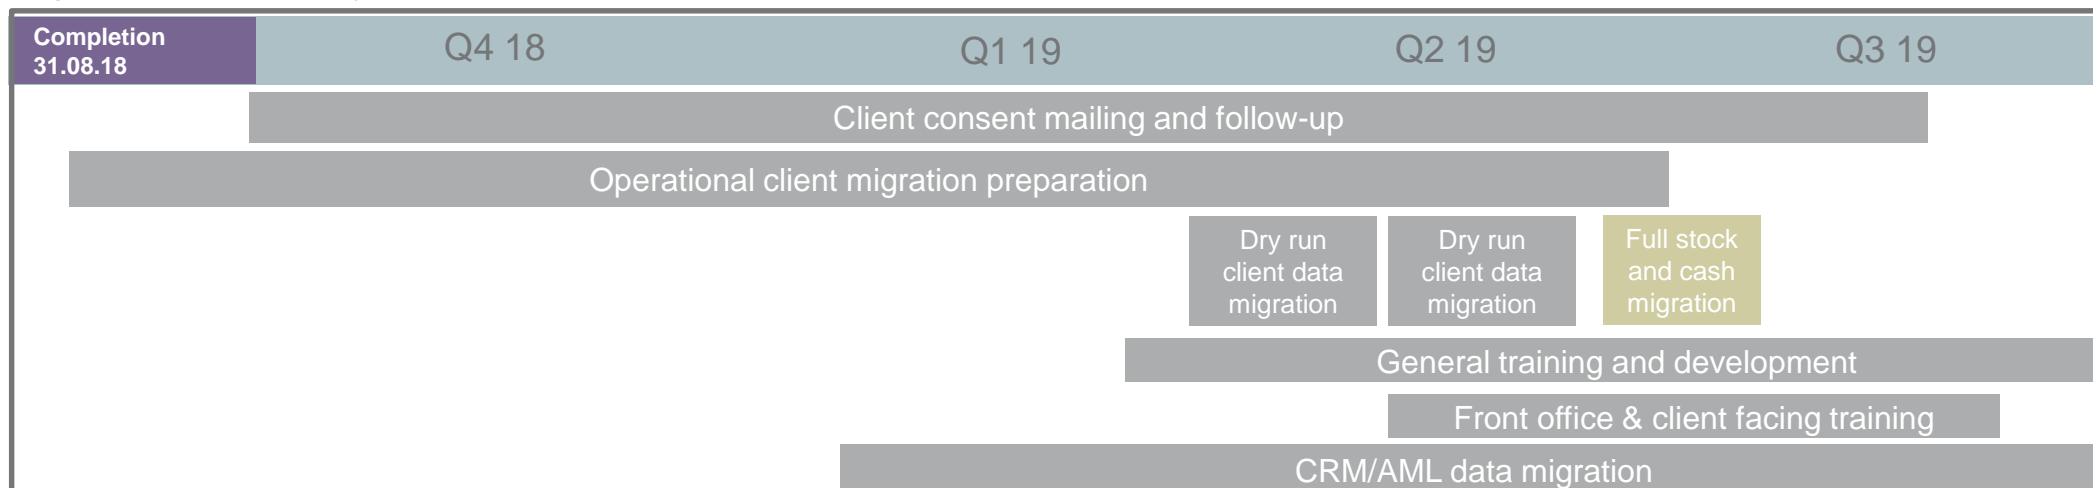 Completion
31.08.18
Q4 18
Q1 19
Q2 19
Q3 19
Client consent mailing and follow-up
Operational client migration preparation
Dry run
client data
migration
Dry run
client data
migration
Full stock
and cash
migration
General training and development
Front office & client facing training
CRM/AML data migration